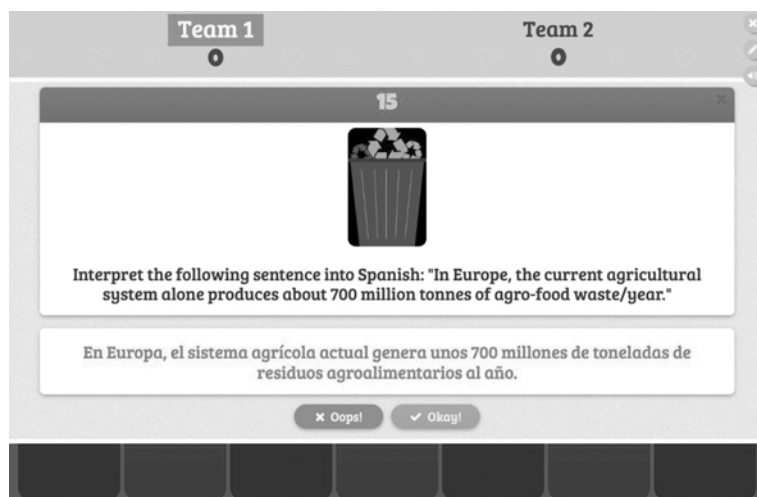 Team 1
0
Team 2
0
15
Interpret the following sentence into Spanish: "In Europe, the current agricultural
system alone produces about 700 million tonnes of agro-food waste/year."
En Europa, el sistema agrícola actual genera unos 700 millones de toneladas de
residuos agroalimentarios al año.
× Oops!
✓ Okay!